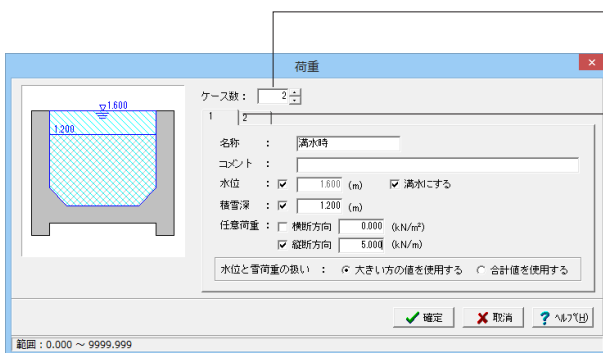 荷重
ケース数： 2
1 2
▽1.600
1.200
名称 ： 満水時
コメント ：
水位 ： 1.600 (m) 満水にする
積雪深 ： 1.200 (m)
任意荷重 ： 横断方向 0.000 (kN/m²)
縦断方向 5.000 (kN/m)
水位と雪荷重の扱い ： 大きい方の値を使用する 合計値を使用する
確定 取消 ? ﾍﾙﾌﾟ(H)
範囲 : 0.000 ～ 9999.999